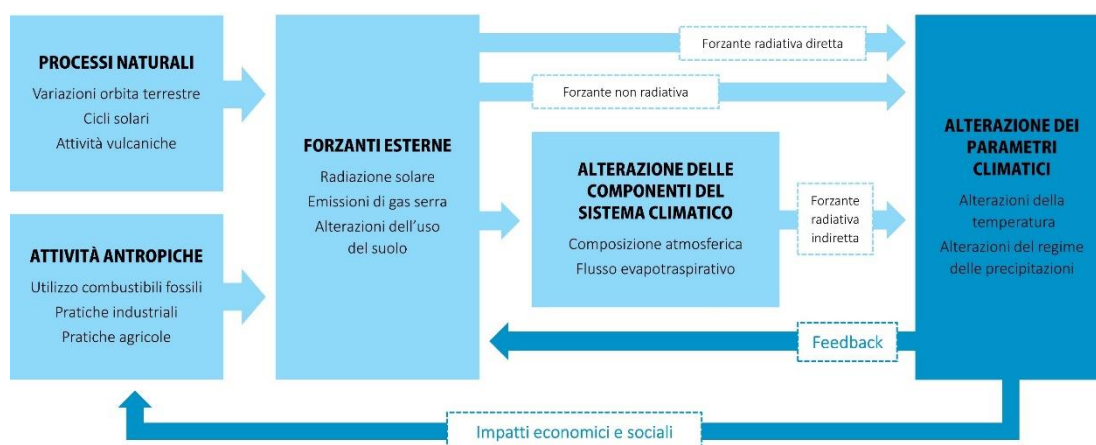 PROCESSI NATURALI
Variazioni orbita terrestre
Cicli solari
Attività vulcaniche
ATTIVITÀ ANTROPICHE
Utilizzo combustibili fossili
Pratiche industriali
Pratiche agricole
FORZANTI ESTERNE
Radiazione solare
Emissioni di gas serra
Alterazioni dell'uso
del suolo
Forzante radiativa diretta
Forzante non radiativa
ALTERAZIONE DELLE
COMPONENTI DEL
SISTEMA CLIMATICO
Composizione atmosferica
Flusso evapotraspirativo
Forzante
radiativa
indiretta
ALTERAZIONE DEI
PARAMETRI
CLIMATICI
Alterazioni della
temperatura
Alterazioni del regime
delle precipitazioni
Feedback
Impatti economici e sociali